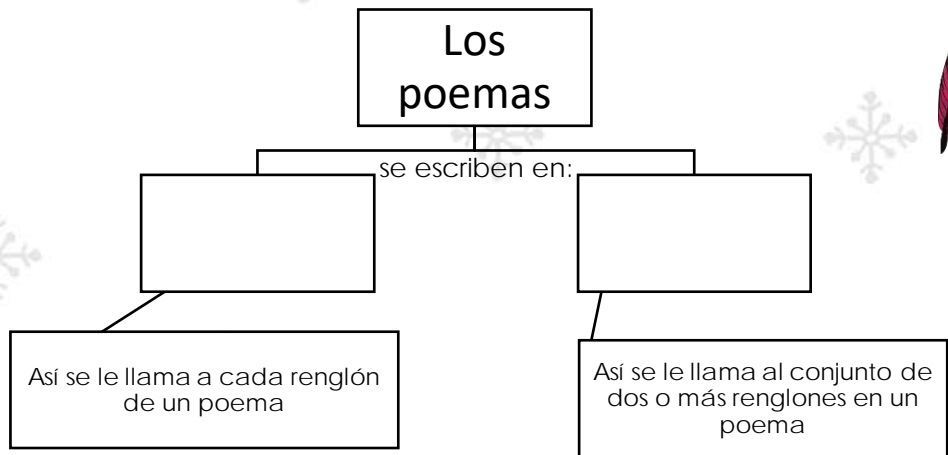 Los
poemas
se escriben en:
Así se le llama a cada renglón
de un poema
Así se le llama al conjunto de
dos o más renglones en un
poema